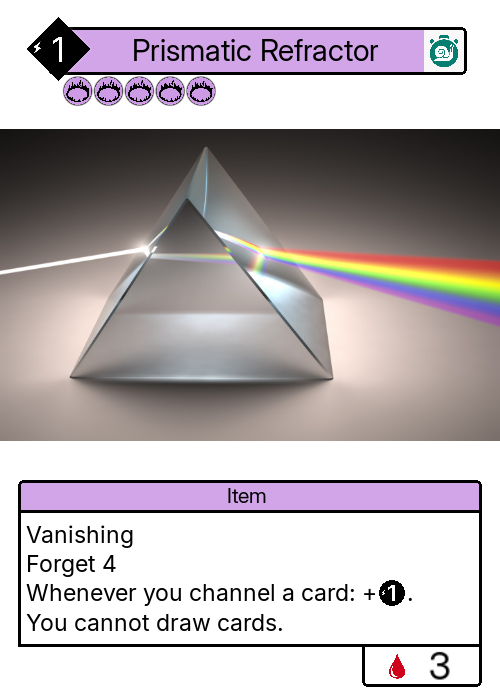 1 Prismatic Refractor
Item
Vanishing
Forget 4
Whenever you channel a card: +1.
You cannot draw cards.
3